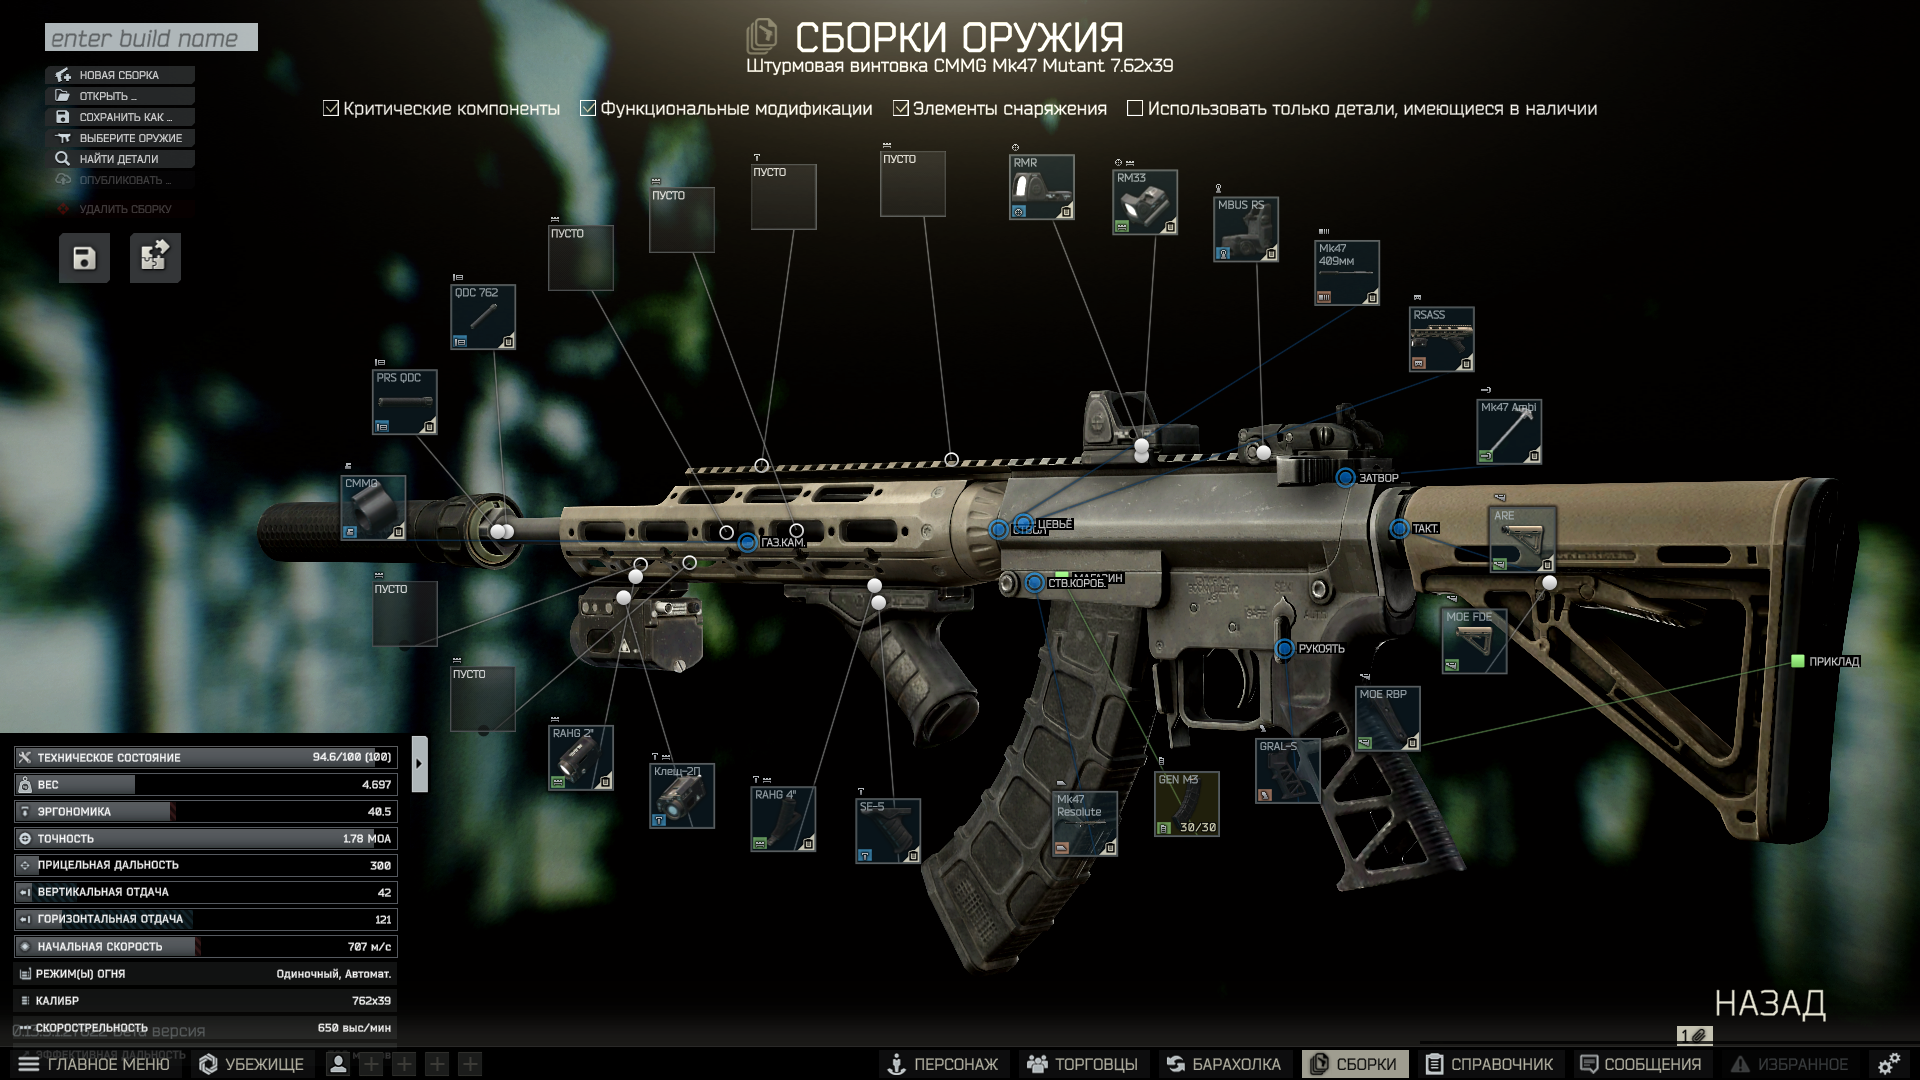 enter build name
НОВАЯ СБОРКА
ОТКРЫТЬ ...
СОХРАНИТЬ КАК ...
ВЫБЕРИТЕ ОРУЖИЕ
НАЙТИ ДЕТАЛИ
ОПУБЛИКОВАТЬ ...
УДАЛИТЬ СБОРКУ
СБОРКИ ОРУЖИЯ
Штурмовая винтовка CMMG Mk47 Mutant 7.62x39
Критические компоненты
Функциональные модификации
Элементы снаряжения
Использовать только детали, имеющиеся в наличии
ПУСТО
ПУСТО
ПУСТО
ПУСТО
RMR
RM33
MBUS RS
Mk47
409мм
RSASS
Mk47 Ambi
QDC 762
PRS QDC
CMMG
ПУСТО
ПУСТО
ЗАТВОР
ЦЕВЬЁ
СТВОЛ
ГАЗ.КАМ.
ТАКТ.
ARE
МАГАЗИН
СТВ.КОРОБ.
MOE FDE
РУКОЯТЬ
ПРИКЛАД
MOE RBP
RAHG 2"
Клещ-2П
RAHG 4"
SE-5
Mk47
Resolute
GEN M3
30/30
GRAL-S
ТЕХНИЧЕСКОЕ СОСТОЯНИЕ 94.6/100 (100)
ВЕС 4.697
ЭРГОНОМИКА 40.5
ТОЧНОСТЬ 1.78 MOA
ПРИЦЕЛЬНАЯ ДАЛЬНОСТЬ 300
ВЕРТИКАЛЬНАЯ ОТДАЧА 42
ГОРИЗОНТАЛЬНАЯ ОТДАЧА 121
НАЧАЛЬНАЯ СКОРОСТЬ 707 м/с
РЕЖИМ(Ы) ОГНЯ Одиночный, Автомат.
КАЛИБР 762x39
СКОРОСТРЕЛЬНОСТЬ 650 выс/мин
версия
ЭФФЕКТИВНАЯ ДАЛЬНОСТЬ
НАЗАД
1
ГЛАВНОЕ МЕНЮ
УБЕЖИЩЕ
ПЕРСОНАЖ
ТОРГОВЦЫ
БАРАХОЛКА
СБОРКИ
СПРАВОЧНИК
СООБЩЕНИЯ
ИЗБРАННОЕ